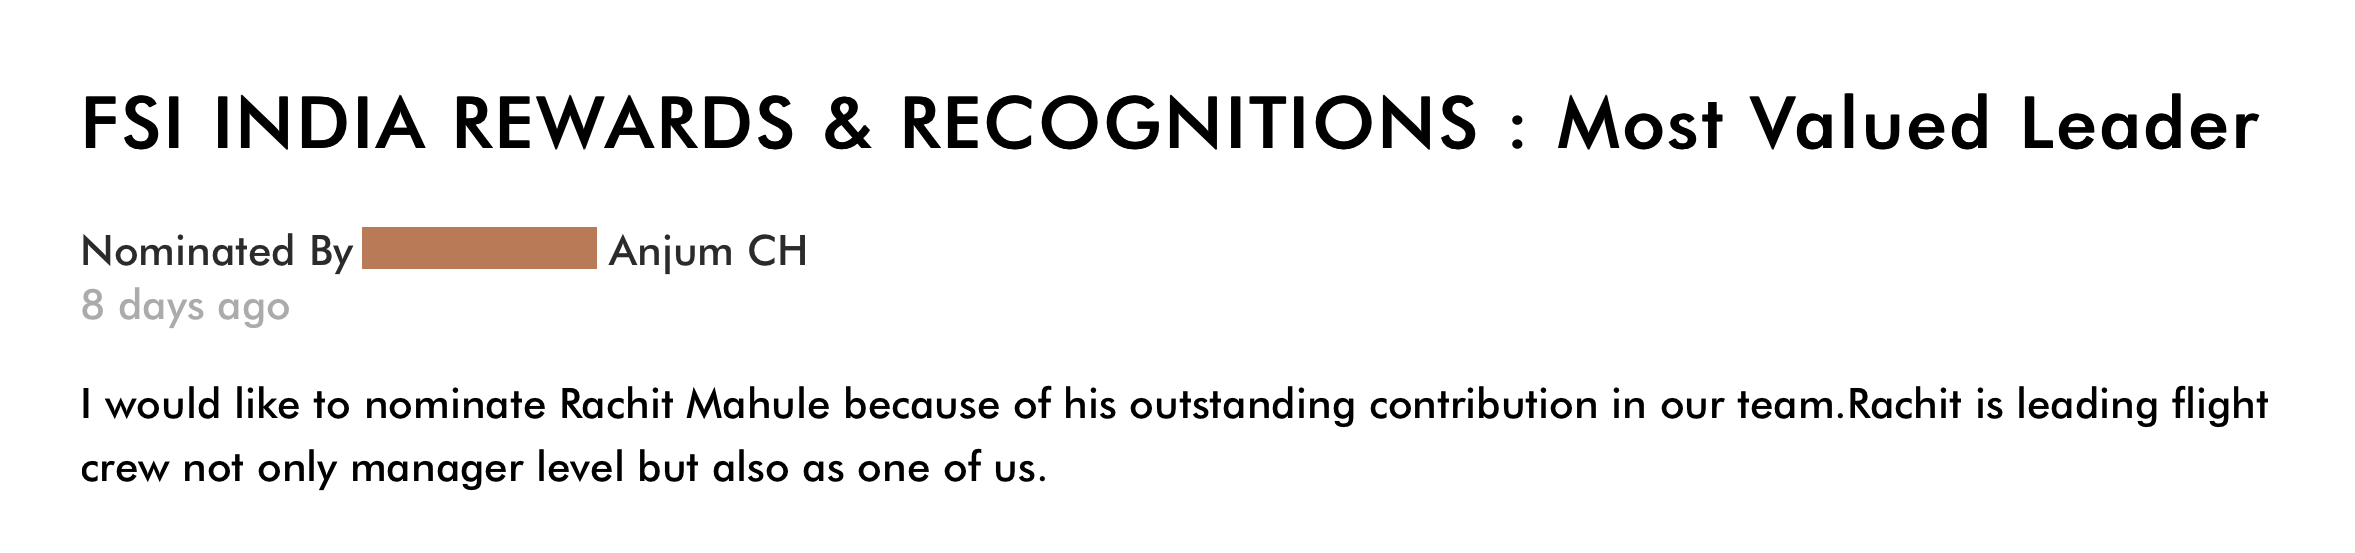 FSI INDIA REWARDS & RECOGNITIONS : Most Valued Leader
Nominated By Anjum CH
8 days ago
I would like to nominate Rachit Mahule because of his outstanding contribution in our team.Rachit is leading flight
crew not only manager level but also as one of us.